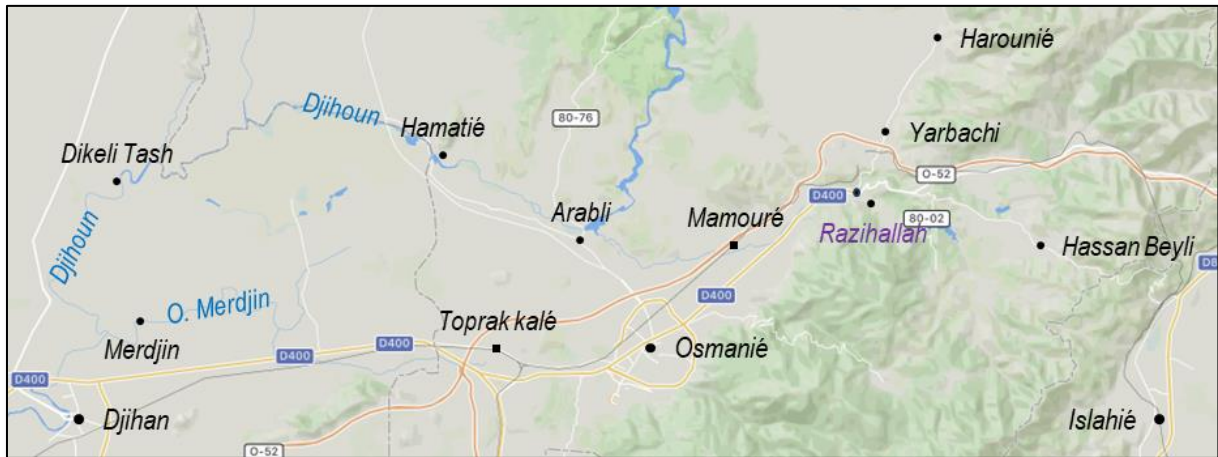 Harounié
Djihoun
80-76
Hamatié
Yarbachi
Dikeli Tash
O-52
D400
Arabli
Mamouré
80-02
Razihallah
Djihoun
Hassan Beyli
D8
D400
O. Merdjin
Merdjin
Toprak kalé
D400
D400
Osmanié
D400
Djihan
Islahié
O-52